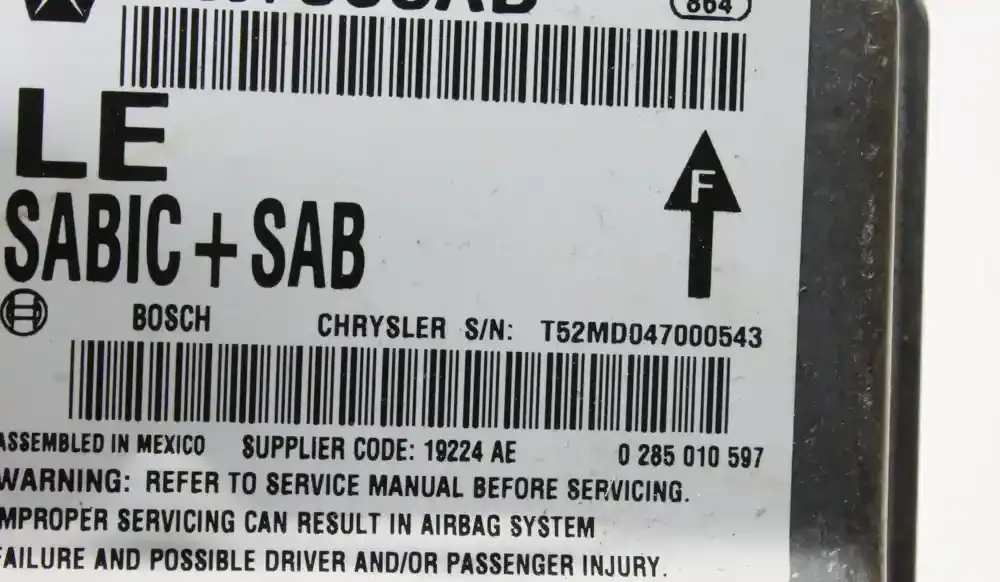 864
LE
F
SABIC + SAB
BOSCH CHRYSLER S/N: T52MD047000543
ASSEMBLED IN MEXICO SUPPLIER CODE: 19224 AE 0 285 010 597
WARNING: REFER TO SERVICE MANUAL BEFORE SERVICING.
IMPROPER SERVICING CAN RESULT IN AIRBAG SYSTEM
FAILURE AND POSSIBLE DRIVER AND/OR PASSENGER INJURY.